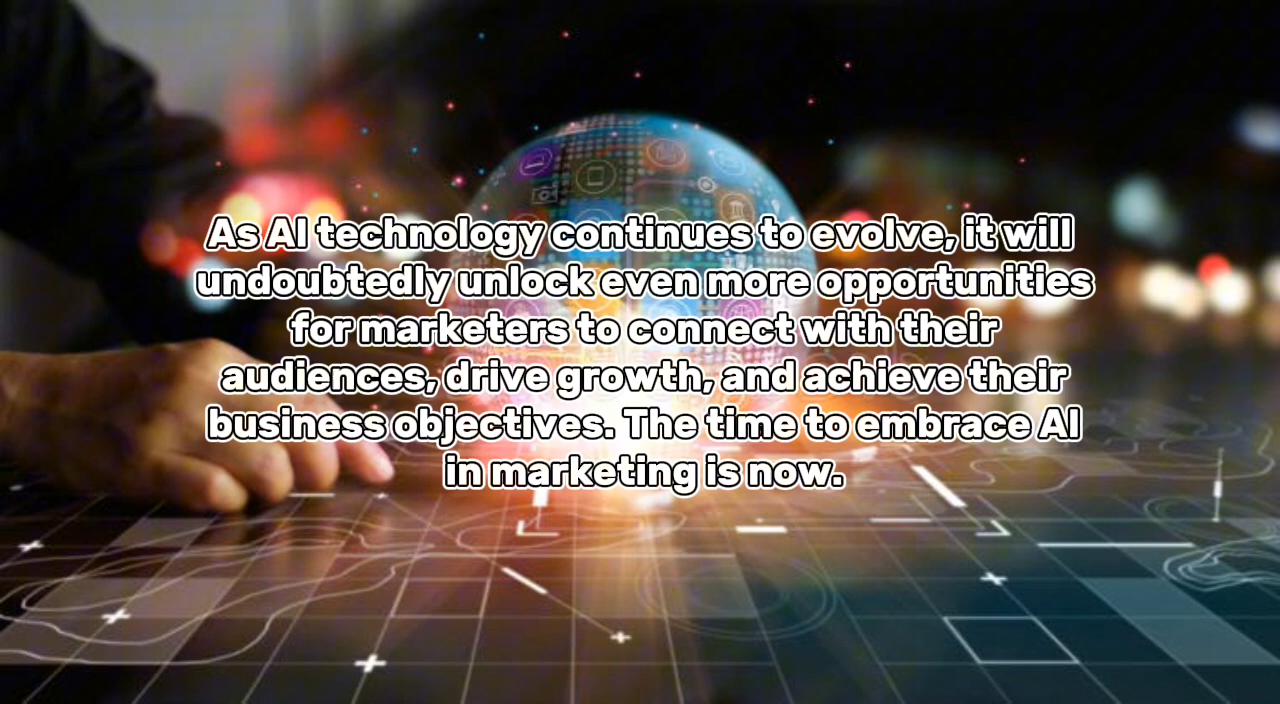 As AI technology continues to evolve, it will
undoubtedly unlock even more opportunities
for marketers to connect with their
audiences, drive growth, and achieve their
business objectives. The time to embrace AI
in marketing is now.